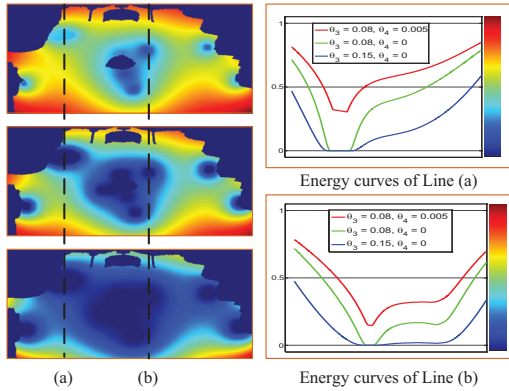 1
θ3 = 0.08, θ4 = 0.005
θ3 = 0.08, θ4 = 0
θ3 = 0.15, θ4 = 0
0.5
0
Energy curves of Line (a)
1
θ3 = 0.08, θ4 = 0.005
θ3 = 0.08, θ4 = 0
θ3 = 0.15, θ4 = 0
0.5
0
(a) (b) Energy curves of Line (b)